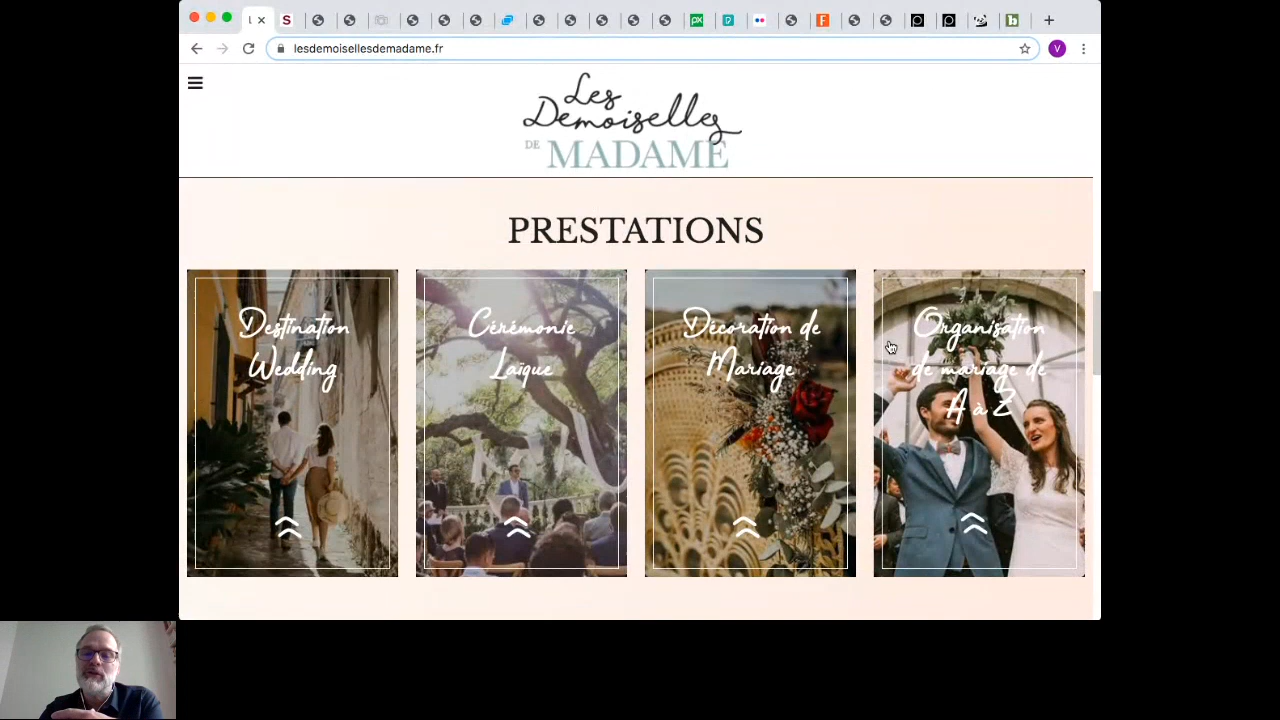 lesdemoisellesdemadame.fr
V
Les
Demoiselles
DE MADAME
PRESTATIONS
Destination
Wedding
Cérémonie
Laïque
Décoration de
Mariage
Organisation
de mariage de
A à Z